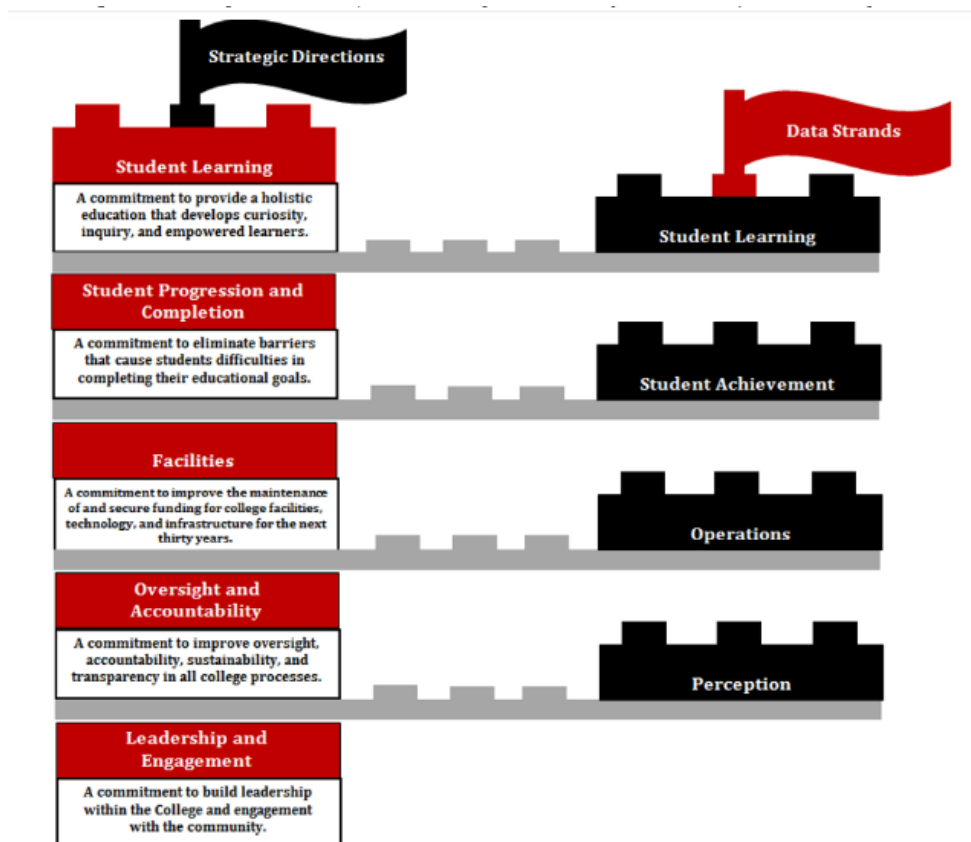 Strategic Directions
Student Learning
A commitment to provide a holistic
education that develops curiosity,
inquiry, and empowered learners.
Student Progression and
Completion
A commitment to eliminate barriers
that cause students difficulties in
completing their educational goals.
Facilities
A commitment to improve the maintenance
of and secure funding for college facilities,
technology, and infrastructure for the next
thirty years.
Oversight and
Accountability
A commitment to improve oversight,
accountability, sustainability, and
transparency in all college processes.
Leadership and
Engagement
A commitment to build leadership
within the College and engagement
with the community.
Data Strands
Student Learning
Student Achievement
Operations
Perception